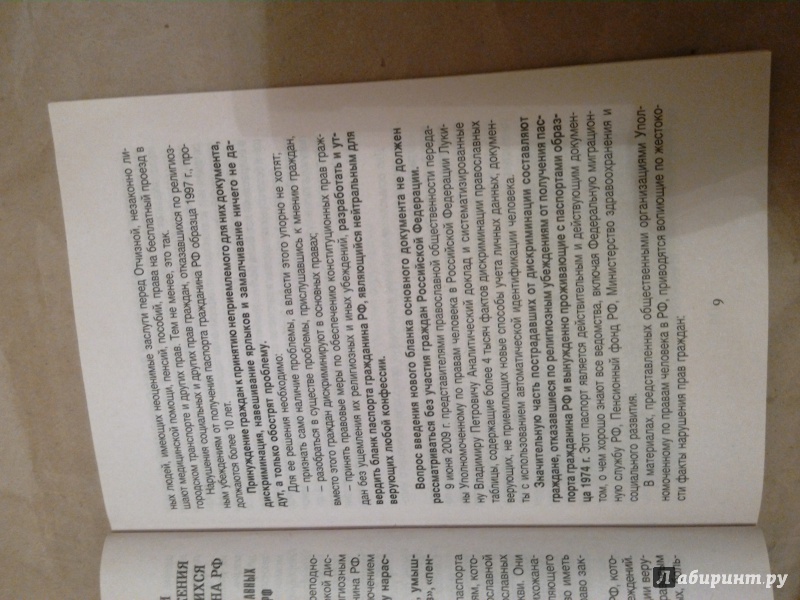 ных людей, имеющих неоценимые заслуги перед Отчизной, незаконно ли-
шают медицинской помощи, пенсий, пособий, права на бесплатный проезд в
городском транспорте и других прав. Тем не менее, это так.
Нарушения социальных и других прав граждан, отказавшихся по религиоз-
ным убеждениям от получения паспорта гражданина РФ образца 1997 г., про-
должаются более 10 лет.
Принуждение граждан к принятию неприемлемого для них документа,
дискриминация, навешивание ярлыков и замалчивание ничего не да-
дут, а только обострят проблему.
Для ее решения необходимо:
– признать само наличие проблемы, а власти этого упорно не хотят;
– разобраться в существе проблемы, прислушавшись к мнению граждан,
вместо этого граждан дискриминируют в основных правах;
– принять правовые меры по обеспечению конституционных прав граж-
дан без ущемления их религиозных и иных убеждений, разработать и ут-
вердить бланк паспорта гражданина РФ, являющийся нейтральным для
верующих любой конфессии.
Вопрос введения нового бланка основного документа не должен
рассматриваться без участия граждан Российской Федерации.
9 июня 2009 г. представителями православной общественности переда-
ны Уполномоченному по правам человека в Российской Федерации Луки-
ну Владимиру Петровичу Аналитический доклад и систематизированные
таблицы, содержащие более 4 тысяч фактов дискриминации православных
верующих, не приемлющих новые способы учета личных данных, докумен-
ты с использованием автоматической идентификации человека.
Значительную часть пострадавших от дискриминации составляют
граждане, отказавшиеся по религиозным убеждениям от получения пас-
порта гражданина РФ и вынужденно проживающие с паспортами образ-
ца 1974 г. Этот паспорт является действительным и действующим докумен-
том, о чем хорошо знают все ведомства, включая Федеральную миграцион-
ную службу РФ, Пенсионный фонд РФ, Министерство здравоохранения и
социального развития.
В материалах, представленных общественными организациями Упол-
номоченному по правам человека в РФ, приводятся вопиющие по жестоко-
сти факты нарушения прав граждан:
9
Лабиринт.ру